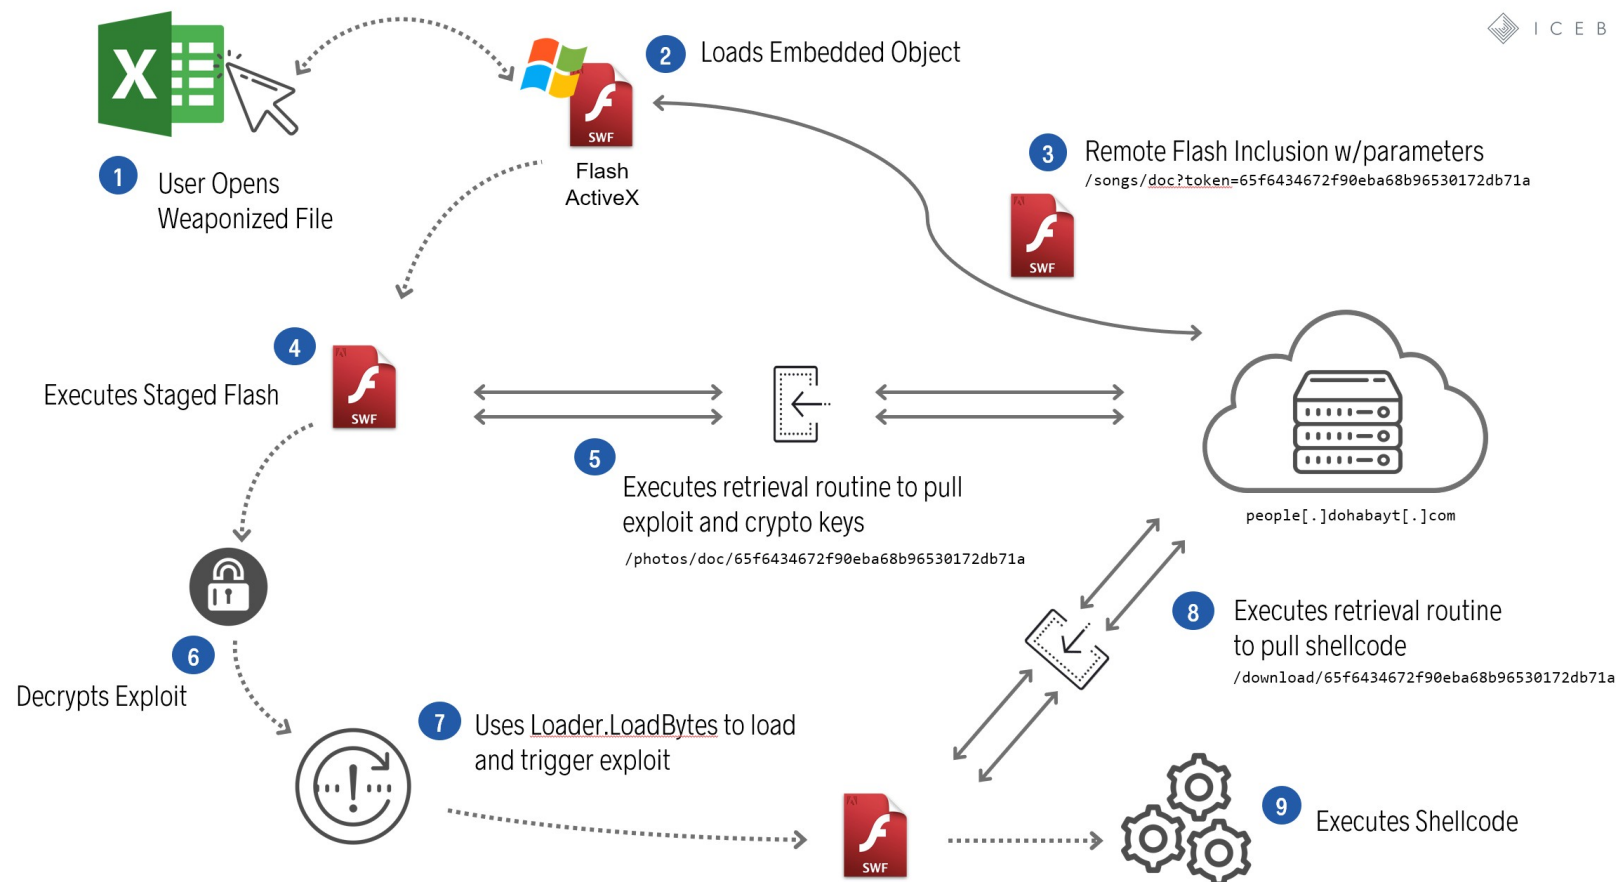 X
ICEB
2
Loads Embedded Object
SWF
Flash
ActiveX
1
User Opens
Weaponized File
3
Remote Flash Inclusion w/parameters
/songs/doc?token=65f6434672f90eba68b96530172db71a
SWF
4
Executes Staged Flash
SWF
5
Executes retrieval routine to pull
exploit and crypto keys
/photos/doc/65f6434672f90eba68b96530172db71a
people[.]dohabayt[.]com
6
Decrypts Exploit
7
Uses Loader.LoadBytes to load
and trigger exploit
8
Executes retrieval routine
to pull shellcode
/download/65f6434672f90eba68b96530172db71a
SWF
9
Executes Shellcode